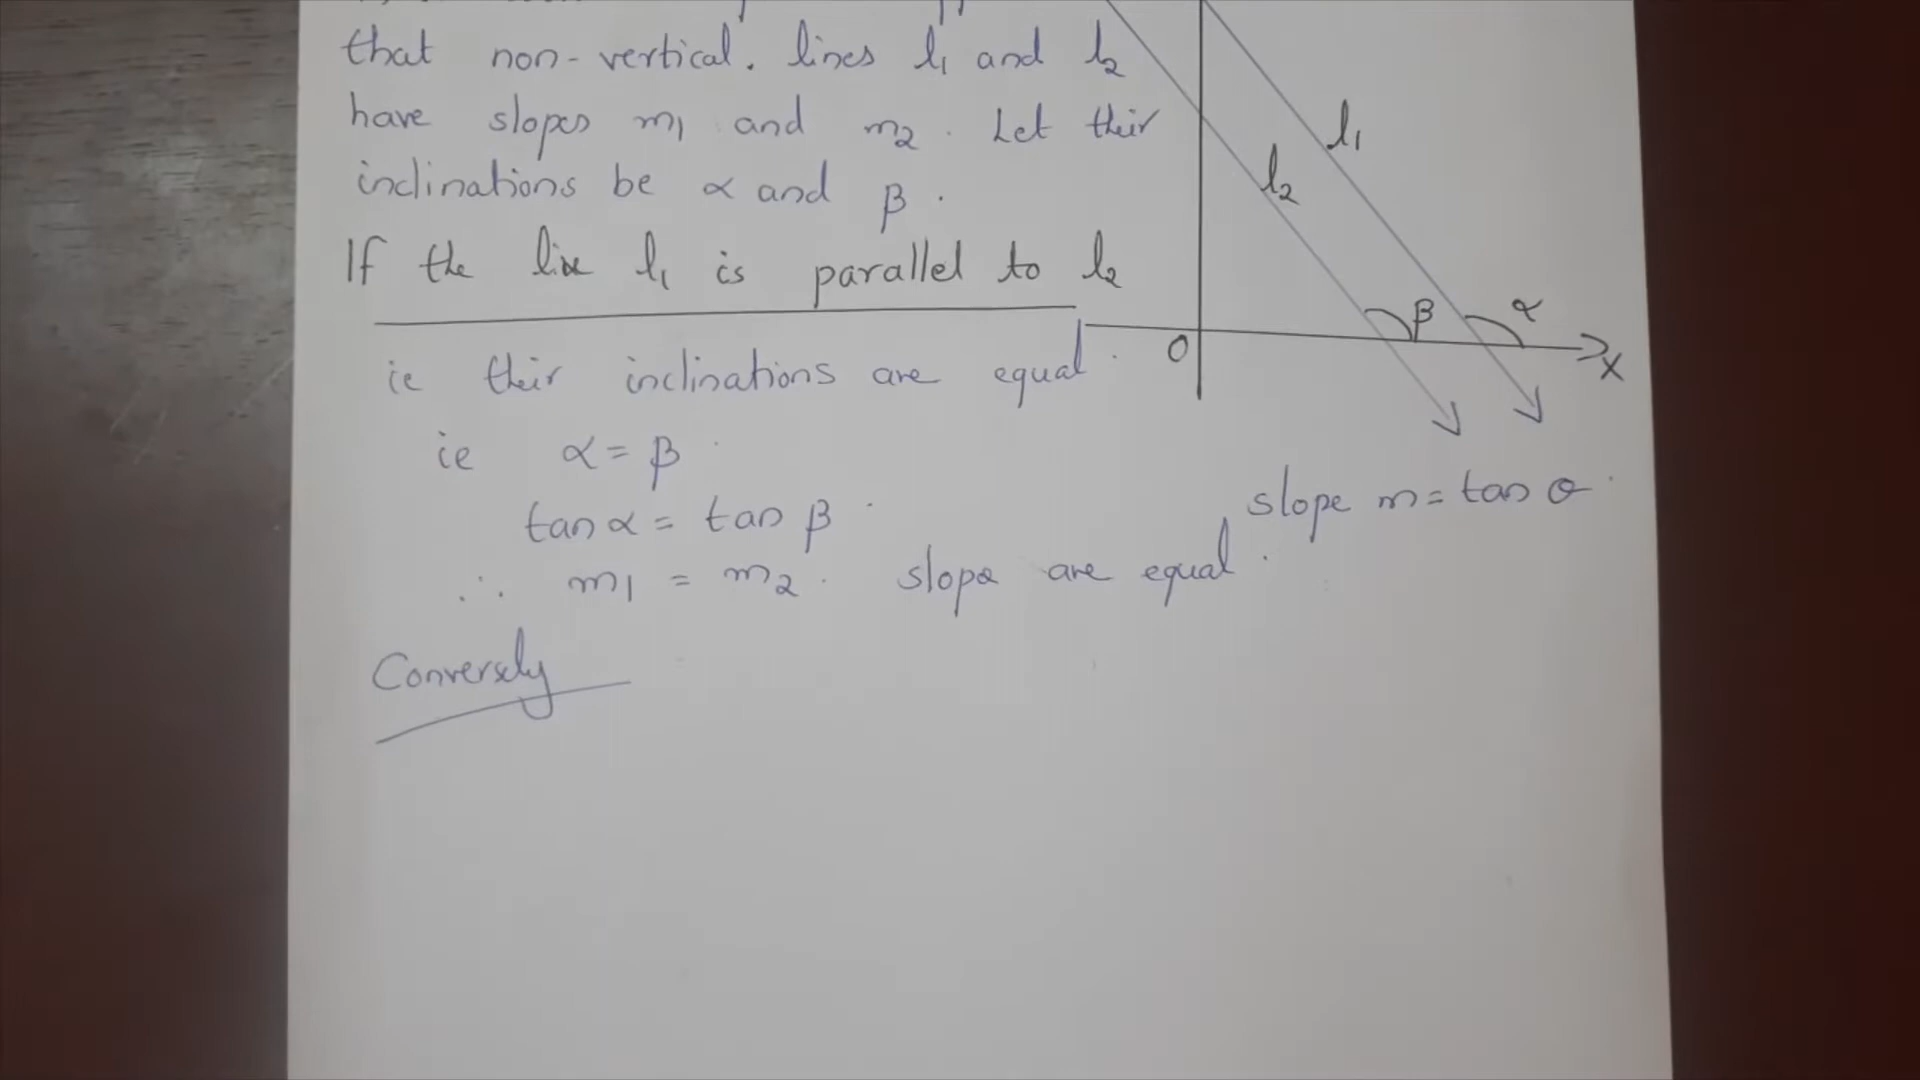 that non-vertical. lines l₁ and l₂
have slopes m₁ and m₂. Let their
inclinations be α and β.
If the line l₁ is parallel to l₂
ie their inclinations are equal.
ie α = β.
tan α = tan β.
∴ m₁ = m₂. slope are equal.
Conversely
l₁
l₂
β
α
O
X
slope m = tan θ.